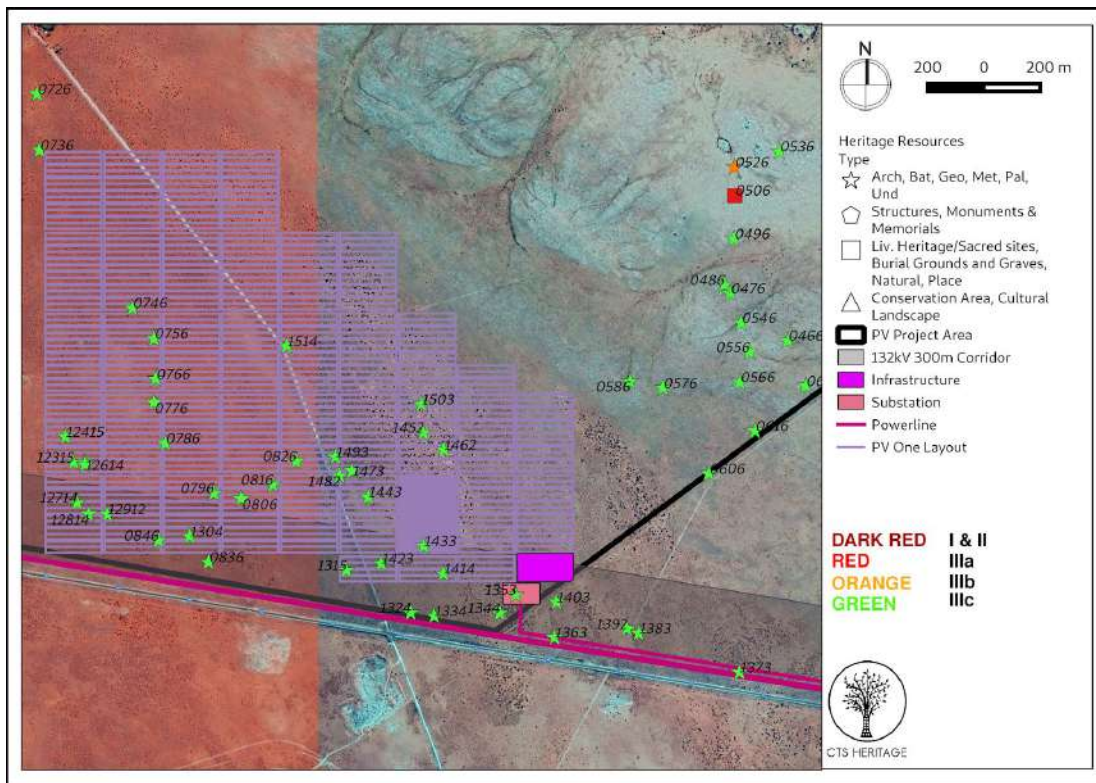 N
200 0 200 m
Heritage Resources
Type
Arch, Bat, Geo, Met, Pal,
Und
Structures, Monuments &
Memorials
Liv. Heritage/Sacred sites,
Burial Grounds and Graves,
Natural, Place
Conservation Area, Cultural
Landscape
PV Project Area
132kV 300m Corridor
Infrastructure
Substation
Powerline
PV One Layout
DARK RED I & II
RED IIIa
ORANGE IIIb
GREEN IIIc
CTS HERITAGE
0726
0736
0536
0526
0506
0496
0486
0476
0546
0466
0556
0586
0576
0566
0616
0606
0746
0756
1514
0766
0776
1503
1452
1462
12415
0786
12315
12614
0826
1493
1482
1473
0816
0796
0806
1443
12714
12814
12912
0846
1304
1433
0836
1315
1423
1414
1353
1324
1334
1344
1403
1363
1383
1373